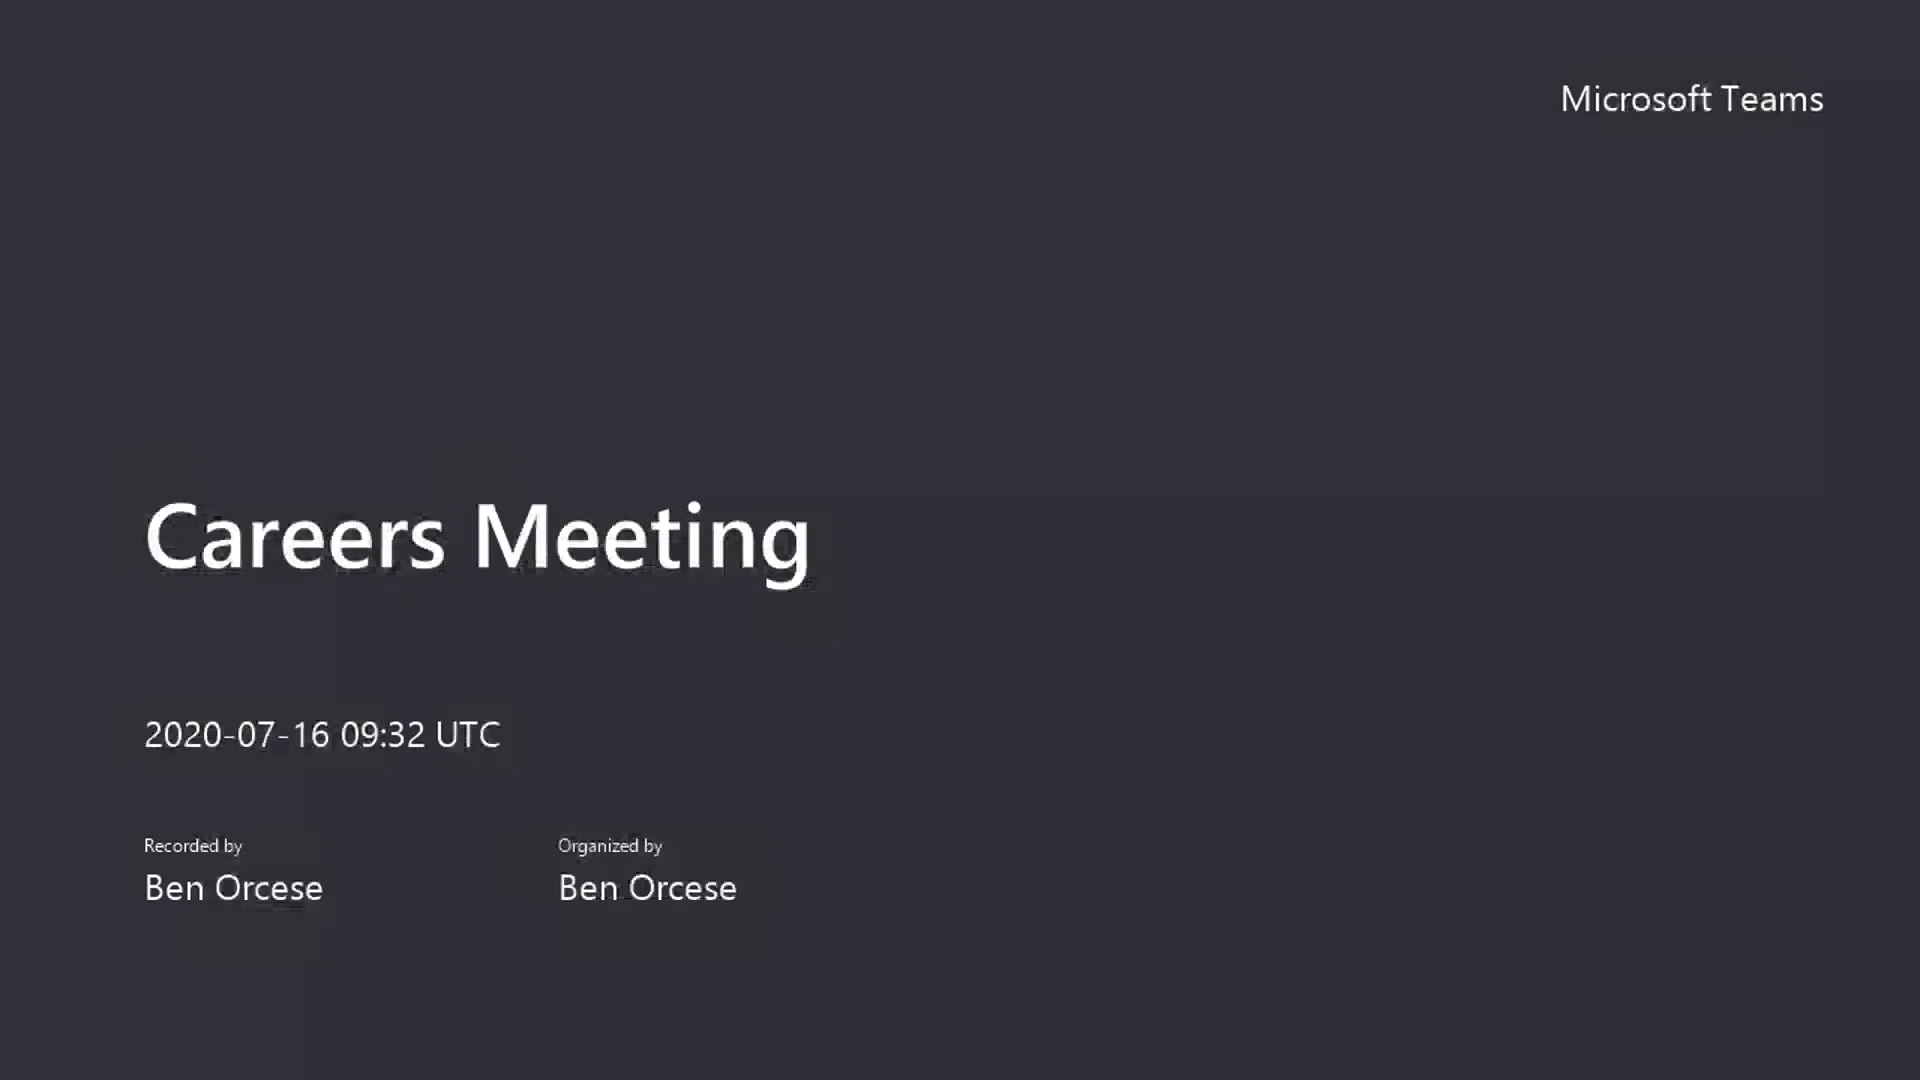 Microsoft Teams
Careers Meeting
2020-07-16 09:32 UTC
Recorded by
Ben Orcese
Organized by
Ben Orcese